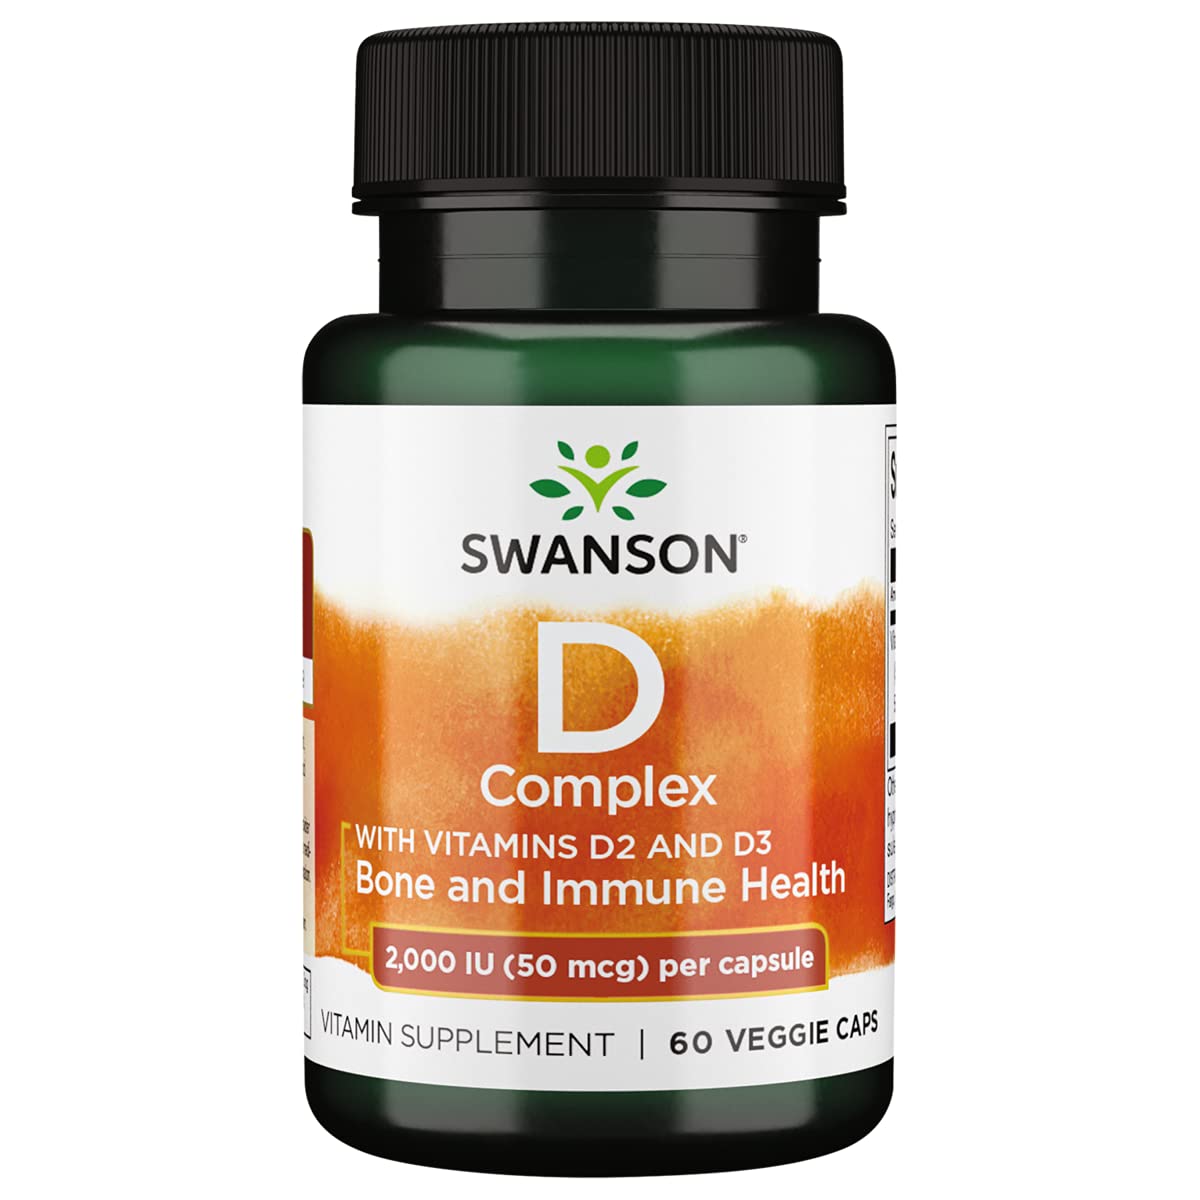 SWANSON®
D
Complex
WITH VITAMINS D2 AND D3
Bone and Immune Health
2,000 IU (50 mcg) per capsule
VITAMIN SUPPLEMENT | 60 VEGGIE CAPS